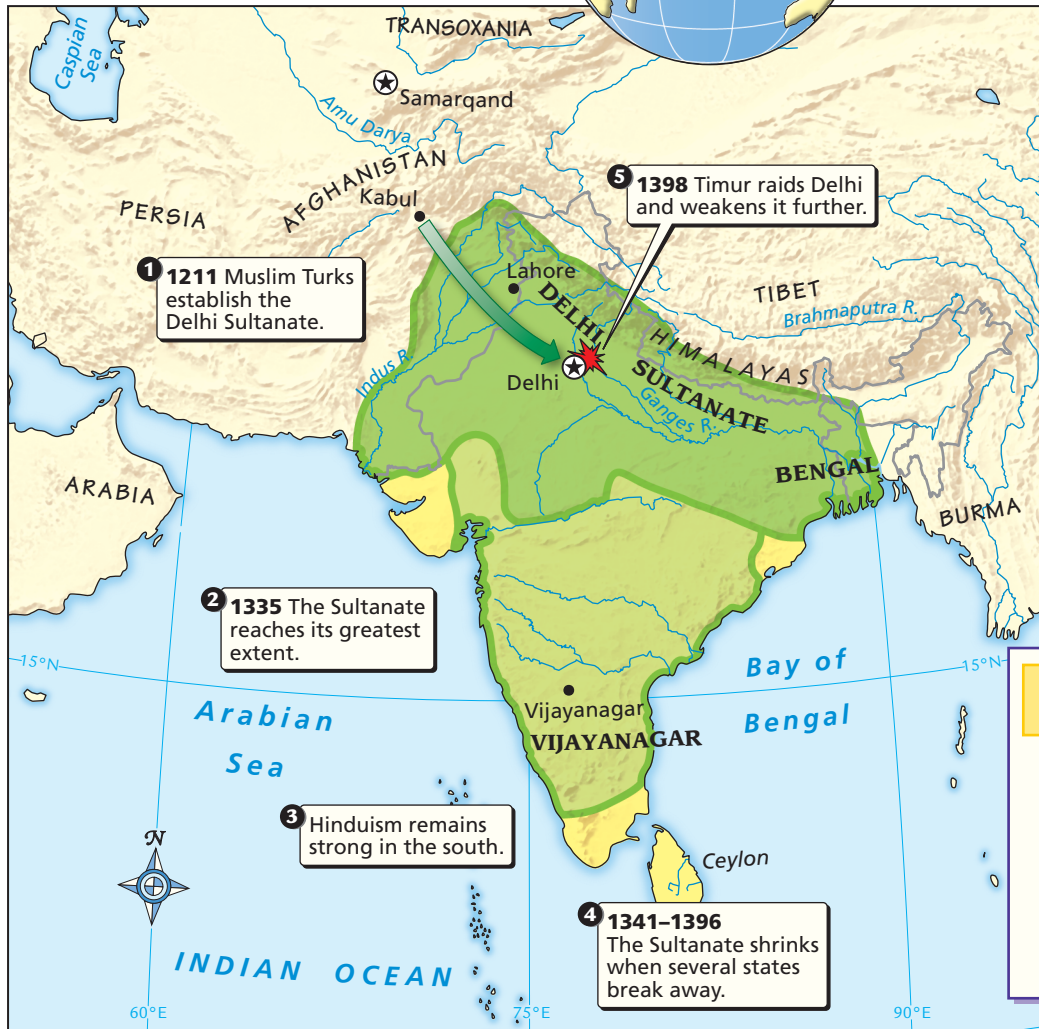 TRANSOXANIA
Caspian
Sea
Samarqand
Amu Darya
AFGHANISTAN
Kabul
PERSIA
5 1398 Timur raids Delhi
and weakens it further.
1 1211 Muslim Turks
establish the
Delhi Sultanate.
Lahore
DELHI
SULTANATE
TIBET
Brahmaputra R.
HIMALAYAS
Indus R.
Delhi
Ganges R.
BENGAL
ARABIA
BURMA
2 1335 The Sultanate
reaches its greatest
extent.
15°N
15°N
Arabian
Sea
Bay of
Bengal
Vijayanagar
VIJAYANAGAR
3 Hinduism remains
strong in the south.
N
Ceylon
4 1341–1396
The Sultanate shrinks
when several states
break away.
INDIAN OCEAN
60°E
75°E
90°E